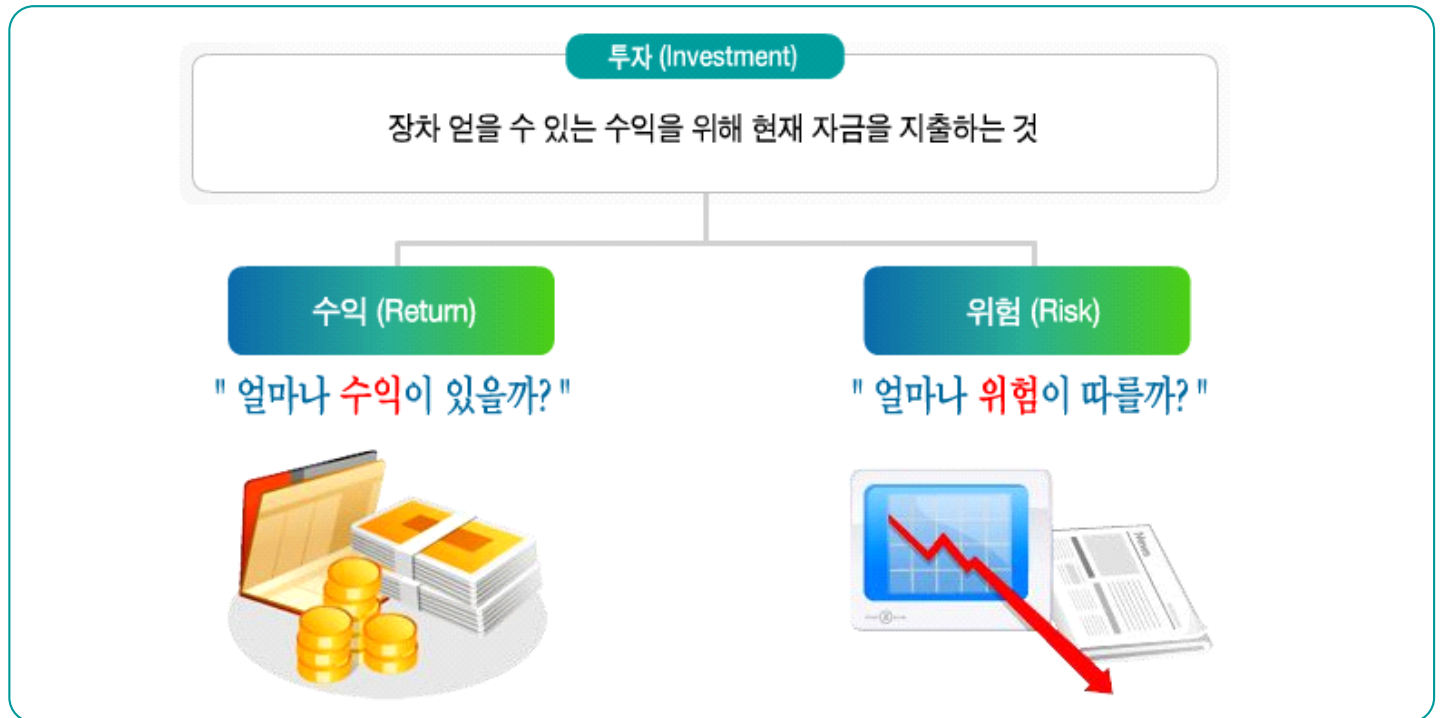 투자 (Investment)
장차 얻을 수 있는 수익을 위해 현재 자금을 지출하는 것
수익 (Return)
위험 (Risk)
" 얼마나 수익이 있을까? "
" 얼마나 위험이 따를까? "
News